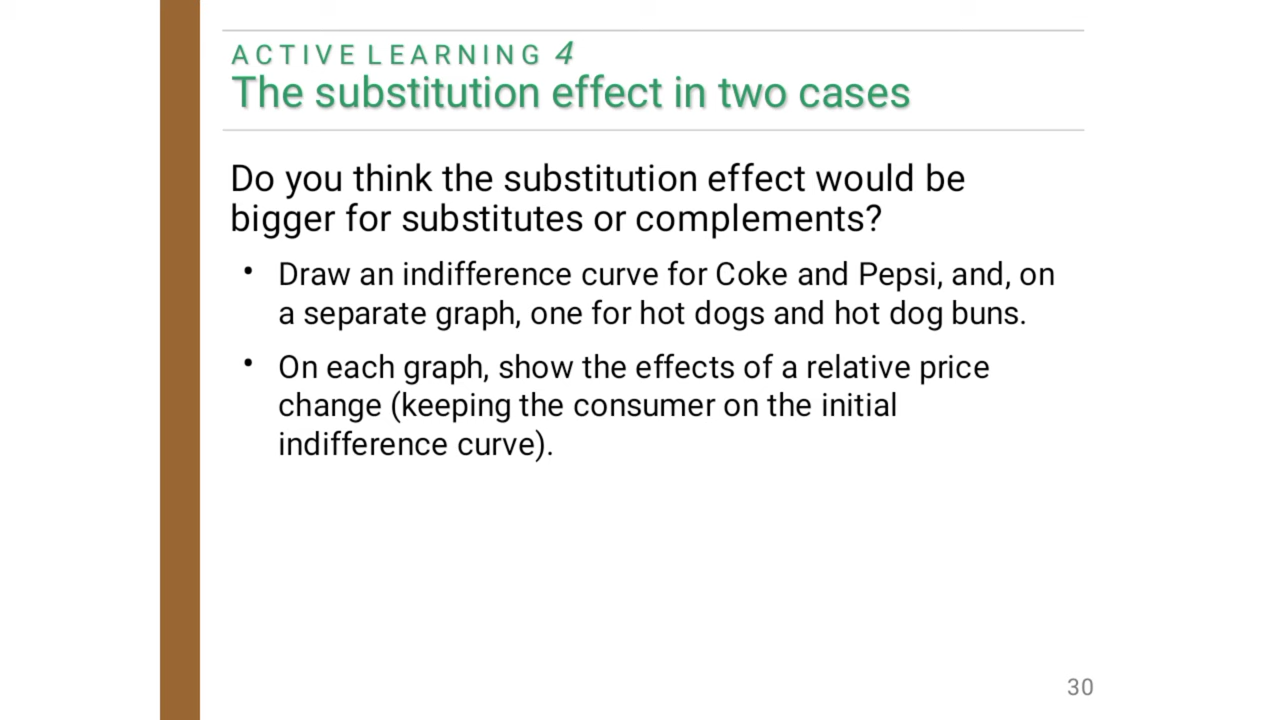 ACTIVE LEARNING 4
The substitution effect in two cases
Do you think the substitution effect would be
bigger for substitutes or complements?
• Draw an indifference curve for Coke and Pepsi, and, on
a separate graph, one for hot dogs and hot dog buns.
• On each graph, show the effects of a relative price
change (keeping the consumer on the initial
indifference curve).
30